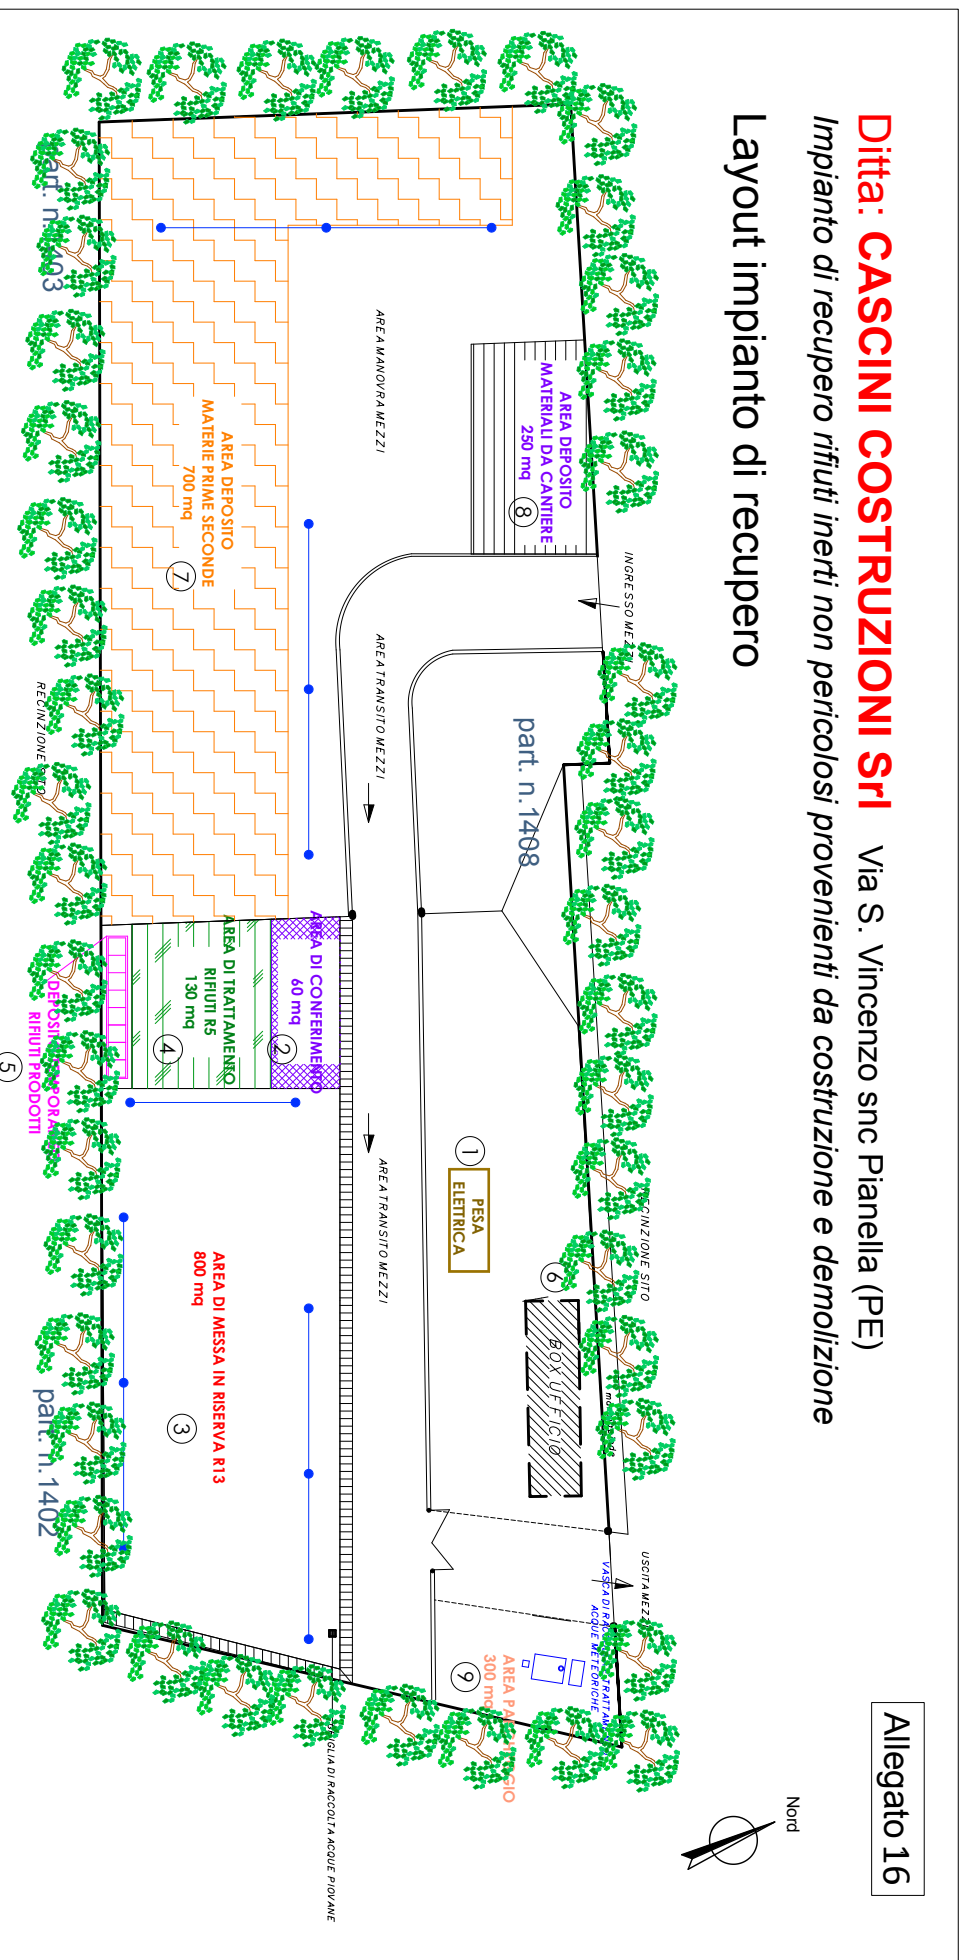 Allegato 16
Ditta: CASCINI COSTRUZIONI Srl Via S. Vincenzo snc Pianella (PE)
Impianto di recupero rifiuti inerti non pericolosi provenienti da costruzione e demolizione
Layout impianto di recupero
Nord
INGRESSO MEZZI
RECINZIONE SITO
USCITA MEZZI
AREA DEPOSITO
MATERIALI DA CANTIERE
250 mq
8
part. n.1408
6
BOX UFFICIO
VASCA DI
ACQUE METEORICHE
1
PESA
ELETTRICA
9
300 mq
AREA MANOVRA MEZZI
AREA TRANSITO MEZZI
AREA TRANSITO MEZZI
AREA DI CONFERIMENTO
60 mq
2
GRIGLIA DI RACCOLTA ACQUE PIOVANE
AREA DEPOSITO
MATERIE PRIME SECONDE
700 mq
7
AREA DI TRATTAMENTO
RIFIUTI R5
130 mq
4
AREA DI MESSA IN RISERVA R13
800 mq
3
RIFIUTI PRODOTTI
5
RECINZIONE SITO
part. n.1402